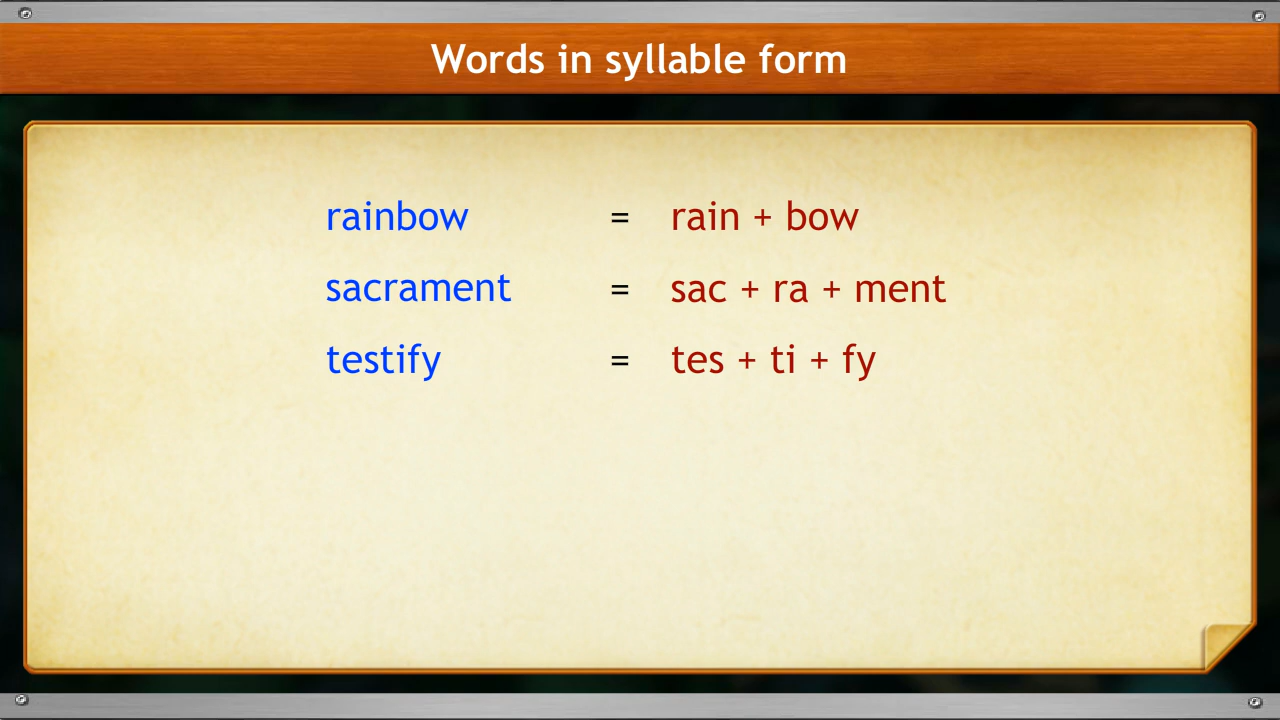 Words in syllable form
rainbow = rain + bow
sacrament = sac + ra + ment
testify = tes + ti + fy